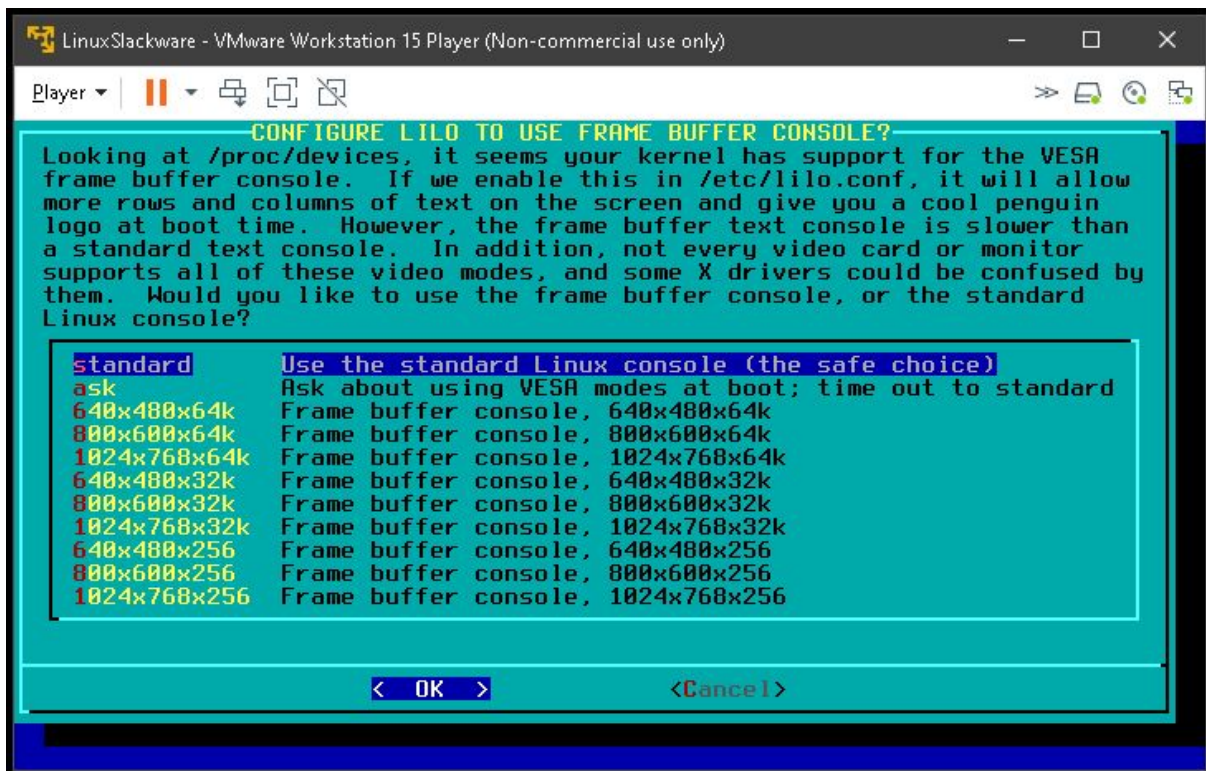 LinuxSlackware - VMware Workstation 15 Player (Non-commercial use only)
Player
CONFIGURE LILO TO USE FRAME BUFFER CONSOLE?
Looking at /proc/devices, it seems your kernel has support for the VESA
frame buffer console.  If we enable this in /etc/lilo.conf, it will allow
more rows and columns of text on the screen and give you a cool penguin
logo at boot time.  However, the frame buffer text console is slower than
a standard text console.  In addition, not every video card or monitor
supports all of these video modes, and some X drivers could be confused by
them.  Would you like to use the frame buffer console, or the standard
Linux console?
standard Use the standard Linux console (the safe choice)
ask Ask about using VESA modes at boot; time out to standard
640x480x64k Frame buffer console, 640x480x64k
800x600x64k Frame buffer console, 800x600x64k
1024x768x64k Frame buffer console, 1024x768x64k
640x480x32k Frame buffer console, 640x480x32k
800x600x32k Frame buffer console, 800x600x32k
1024x768x32k Frame buffer console, 1024x768x32k
640x480x256 Frame buffer console, 640x480x256
800x600x256 Frame buffer console, 800x600x256
1024x768x256 Frame buffer console, 1024x768x256
< OK > <Cancel>